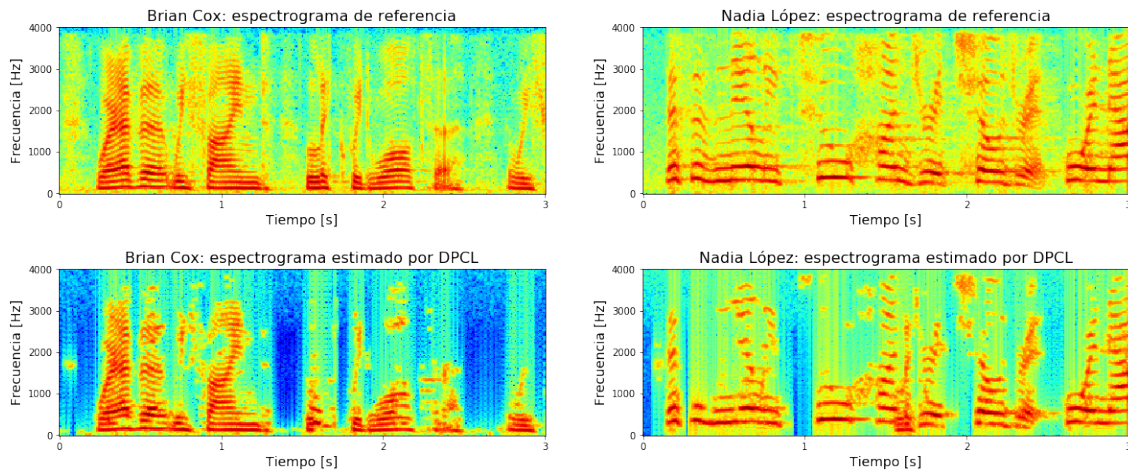 Brian Cox: espectrograma de referencia
Frecuencia [Hz]
4000
3000
2000
1000
0
0 1 2 3
Tiempo [s]
Nadia López: espectrograma de referencia
Frecuencia [Hz]
4000
3000
2000
1000
0
0 1 2 3
Tiempo [s]
Brian Cox: espectrograma estimado por DPCL
Frecuencia [Hz]
4000
3000
2000
1000
0
0 1 2 3
Tiempo [s]
Nadia López: espectrograma estimado por DPCL
Frecuencia [Hz]
4000
3000
2000
1000
0
0 1 2 3
Tiempo [s]